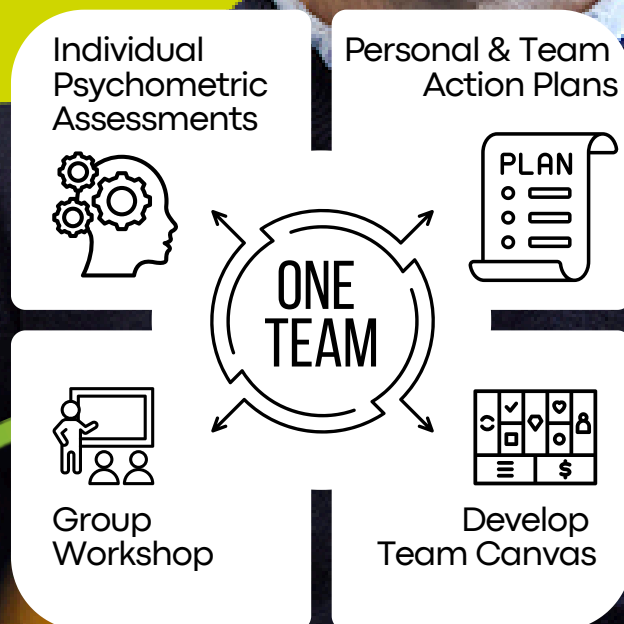 Individual
Psychometric
Assessments
Personal & Team
Action Plans
PLAN
ONE
TEAM
Group
Workshop
Develop
Team Canvas
$